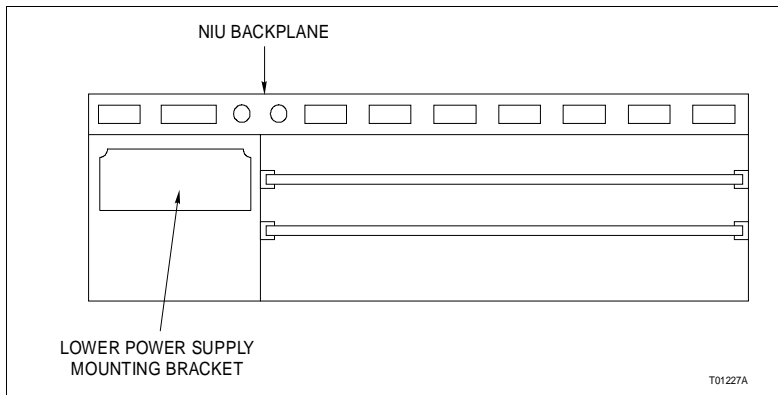 NIU BACKPLANE
LOWER POWER SUPPLY
MOUNTING BRACKET
T01227A